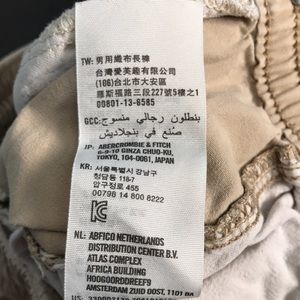 TW: 男用織布長褲
台灣愛英趣有限公司
(106)台北市大安區
羅斯福路三段227號5樓之1
00801-13-6585
GCC: بنطلون رجالي منسوج
صُنع في بنجلاديش
JP: ABERCROMBIE & FITCH
6-9-10 GINZA CHUO-KU,
TOKYO, 104-0061, JAPAN
KR: 서울특별시 강남구
청담동 118-7
압구정로 455
00798 14 800 8222
NL: ABFICO NETHERLANDS
DISTRIBUTION CENTER B.V.
ATLAS COMPLEX
AFRICA BUILDING
HOOGOORDDREEF9
AMSTERDAM ZUID OOST, 1101 BA
US: